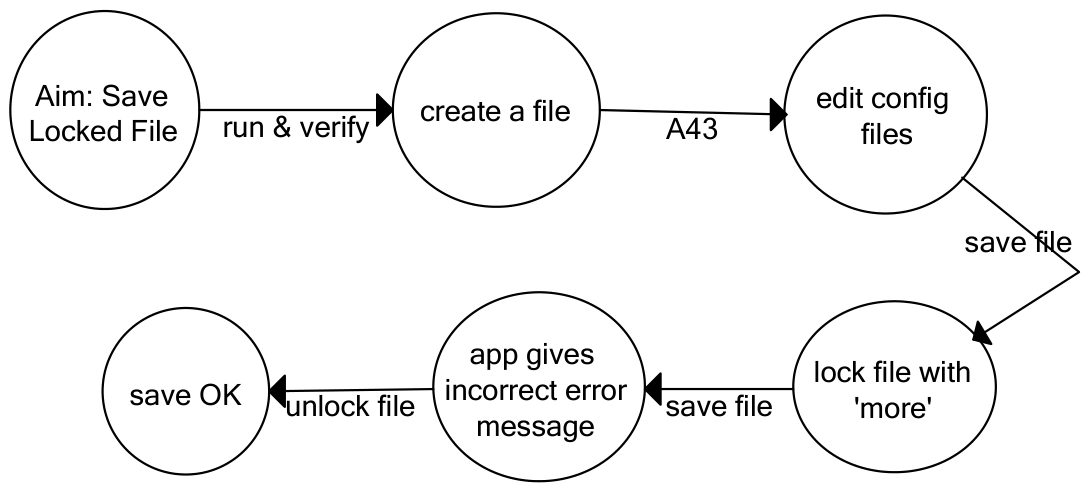 Aim: Save
Locked File
run & verify
create a file
A43
edit config
files
save file
lock file with
'more'
save file
app gives
incorrect error
message
unlock file
save OK